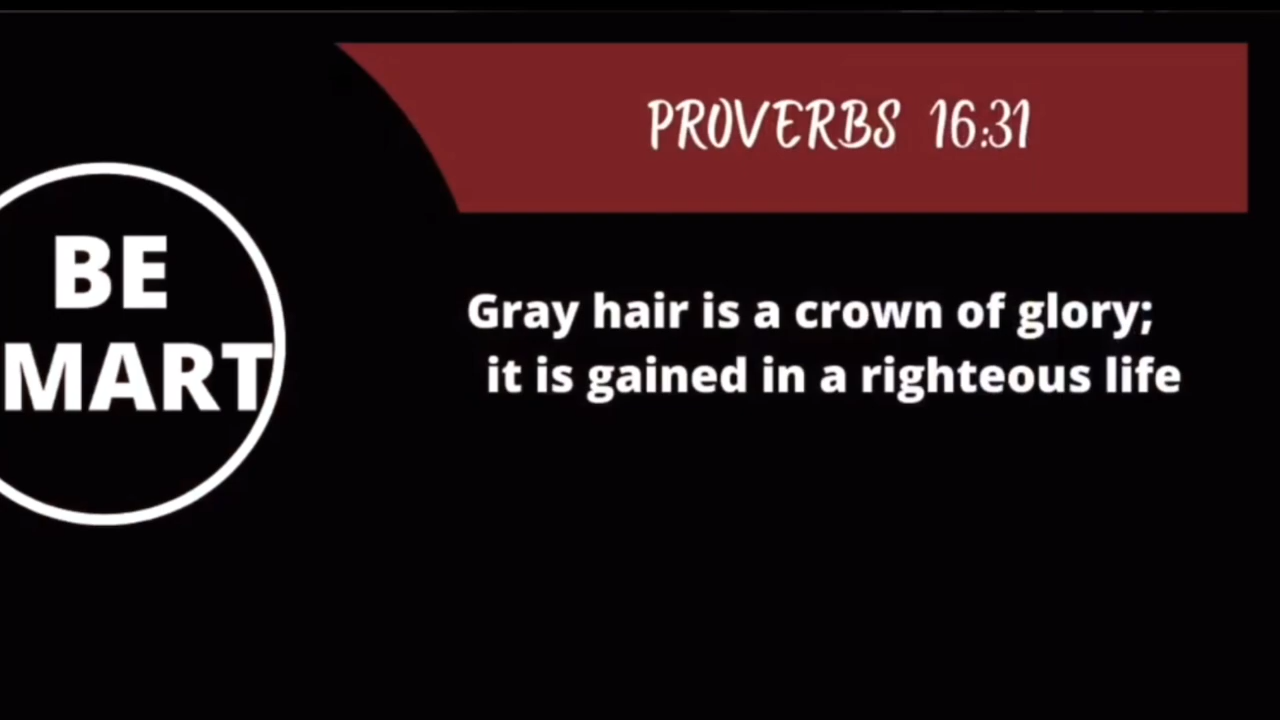 PROVERBS 16:31
BE
MART
Gray hair is a crown of glory;
it is gained in a righteous life